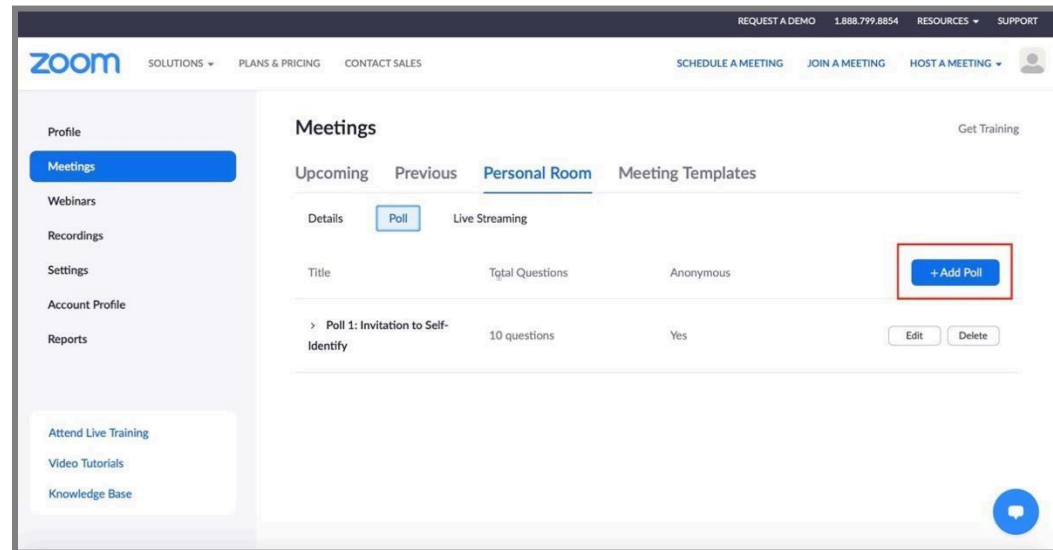 REQUEST A DEMO 1.888.799.8854 RESOURCES SUPPORT
zoom SOLUTIONS PLANS & PRICING CONTACT SALES SCHEDULE A MEETING JOIN A MEETING HOST A MEETING
Profile
Meetings
Webinars
Recordings
Settings
Account Profile
Reports
Attend Live Training
Video Tutorials
Knowledge Base
Meetings Get Training
Upcoming Previous Personal Room Meeting Templates
Details Poll Live Streaming
Title Total Questions Anonymous + Add Poll
> Poll 1: Invitation to Self-
Identify 10 questions Yes Edit Delete